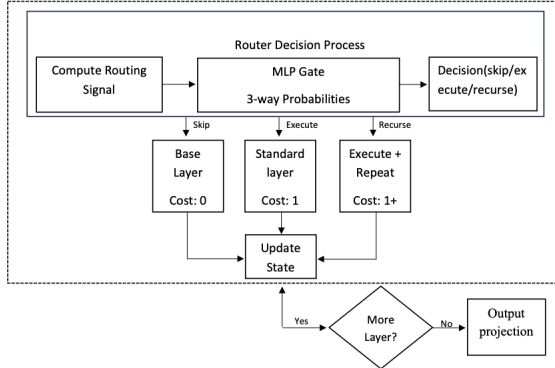 Router Decision Process
Compute Routing
Signal
MLP Gate
3-way Probabilities
Decision(skip/ex
ecute/recurse)
Skip
Execute
Recurse
Base
Layer
Cost: 0
Standard
layer
Cost: 1
Execute +
Repeat
Cost: 1+
Update
State
Yes
More
Layer?
No
Output
projection